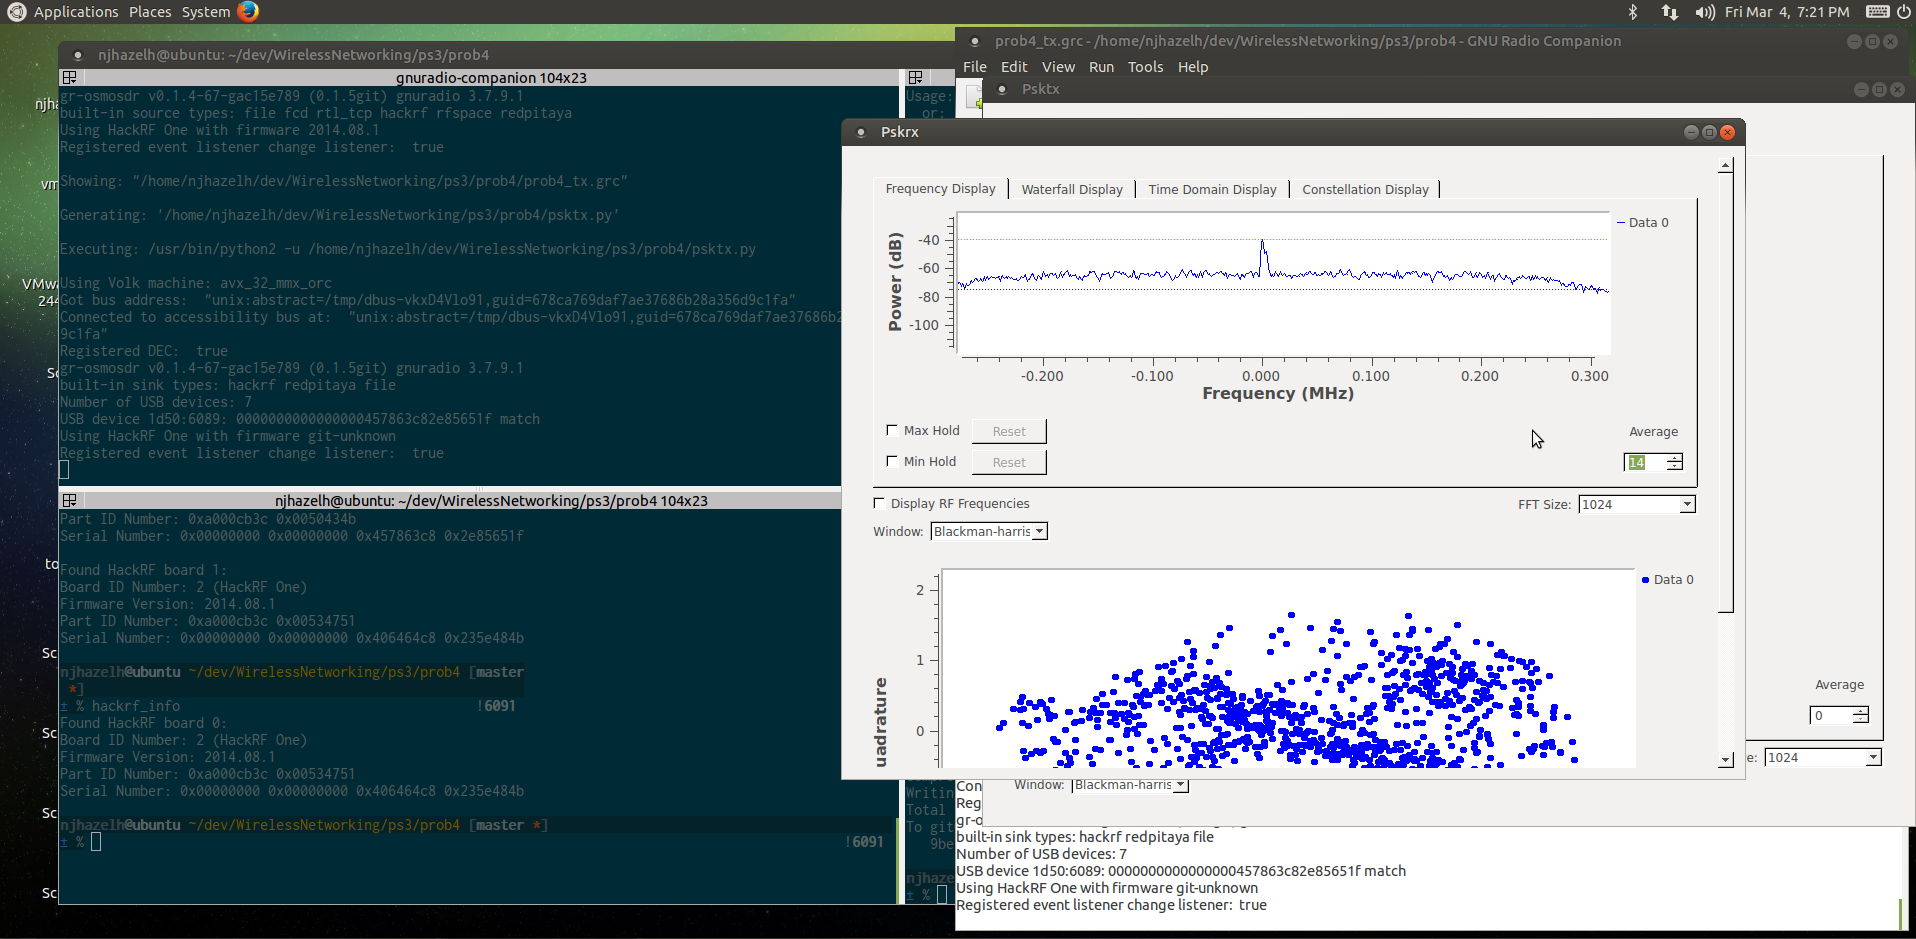 Applications Places System
Fri Mar 4, 7:21 PM
njhazelh@ubuntu: ~/dev/WirelessNetworking/ps3/prob4
gnuradio-companion 104x23
gr-osmosdr v0.1.4-67-gac15e789 (0.1.5git) gnuradio 3.7.9.1
built-in source types: file fcd rtl_tcp hackrf rfspace redpitaya
Using HackRF One with firmware 2014.08.1
Registered event listener change listener: true
Showing: "/home/njhazelh/dev/WirelessNetworking/ps3/prob4/prob4_tx.grc"
Generating: '/home/njhazelh/dev/WirelessNetworking/ps3/prob4/psktx.py'
Executing: /usr/bin/python2 -u /home/njhazelh/dev/WirelessNetworking/ps3/prob4/psktx.py
Using Volk machine: avx_32_mmx_orc
Got bus address: "unix:abstract=/tmp/dbus-vkxD4Vlo91,guid=678ca769daf7ae37686b28a356d9c1fa"
Connected to accessibility bus at: "unix:abstract=/tmp/dbus-vkxD4Vlo91,guid=678ca769daf7ae37686b2
9c1fa"
Registered DEC: true
gr-osmosdr v0.1.4-67-gac15e789 (0.1.5git) gnuradio 3.7.9.1
built-in sink types: hackrf redpitaya file
Number of USB devices: 7
USB device 1d50:6089: 0000000000000000457863c82e85651f match
Using HackRF One with firmware git-unknown
Registered event listener change listener: true
njhazelh@ubuntu: ~/dev/WirelessNetworking/ps3/prob4 104x23
Part ID Number: 0xa000cb3c 0x0050434b
Serial Number: 0x00000000 0x00000000 0x457863c8 0x2e85651f
Found HackRF board 1:
Board ID Number: 2 (HackRF One)
Firmware Version: 2014.08.1
Part ID Number: 0xa000cb3c 0x00534751
Serial Number: 0x00000000 0x00000000 0x406464c8 0x235e484b
njhazelh@ubuntu ~/dev/WirelessNetworking/ps3/prob4 [master
*]
± % hackrf_info !6091
Found HackRF board 0:
Board ID Number: 2 (HackRF One)
Firmware Version: 2014.08.1
Part ID Number: 0xa000cb3c 0x00534751
Serial Number: 0x00000000 0x00000000 0x406464c8 0x235e484b
njhazelh@ubuntu ~/dev/WirelessNetworking/ps3/prob4 [master *]
± % !6091
Usage:
or:
Writin
Total
To git
9be
njhaze
± %
prob4_tx.grc - /home/njhazelh/dev/WirelessNetworking/ps3/prob4 - GNU Radio Companion
File Edit View Run Tools Help
Psktx
Pskrx
Frequency Display Waterfall Display Time Domain Display Constellation Display
Power (dB)
-40
-60
-80
-100
Data 0
-0.200 -0.100 0.000 0.100 0.200 0.300
Frequency (MHz)
Max Hold Reset
Min Hold Reset
Average
14
Display RF Frequencies
FFT Size: 1024
Window: Blackman-harris
2
1
0
uadrature
Data 0
Average
0
e: 1024
Window: Blackman-harris
Con
Reg
gr-o
built-in sink types: hackrf redpitaya file
Number of USB devices: 7
USB device 1d50:6089: 0000000000000000457863c82e85651f match
Using HackRF One with firmware git-unknown
Registered event listener change listener: true
njha
vm
VMwa
244
Sc
to
Sc
Sc
Sc
Sc